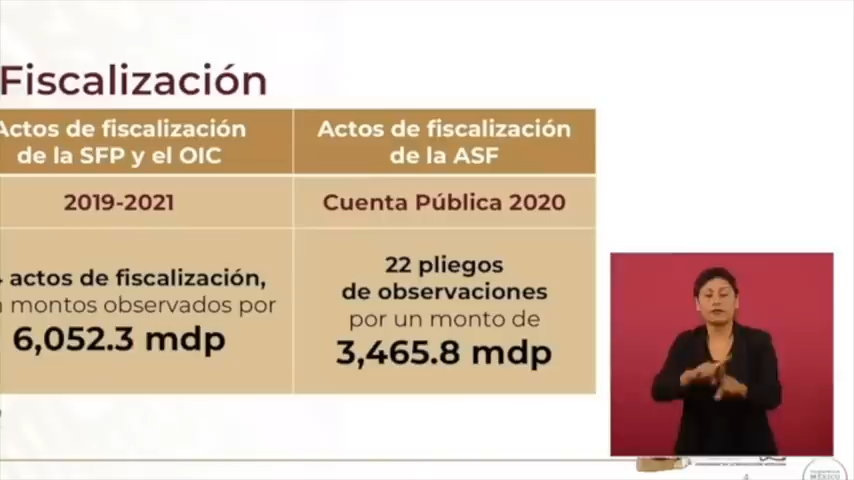 Fiscalización
Actos de fiscalización
de la SFP y el OIC
Actos de fiscalización
de la ASF
2019-2021
Cuenta Pública 2020
actos de fiscalización,
montos observados por
6,052.3 mdp
22 pliegos
de observaciones
por un monto de
3,465.8 mdp
4
MÉXICO